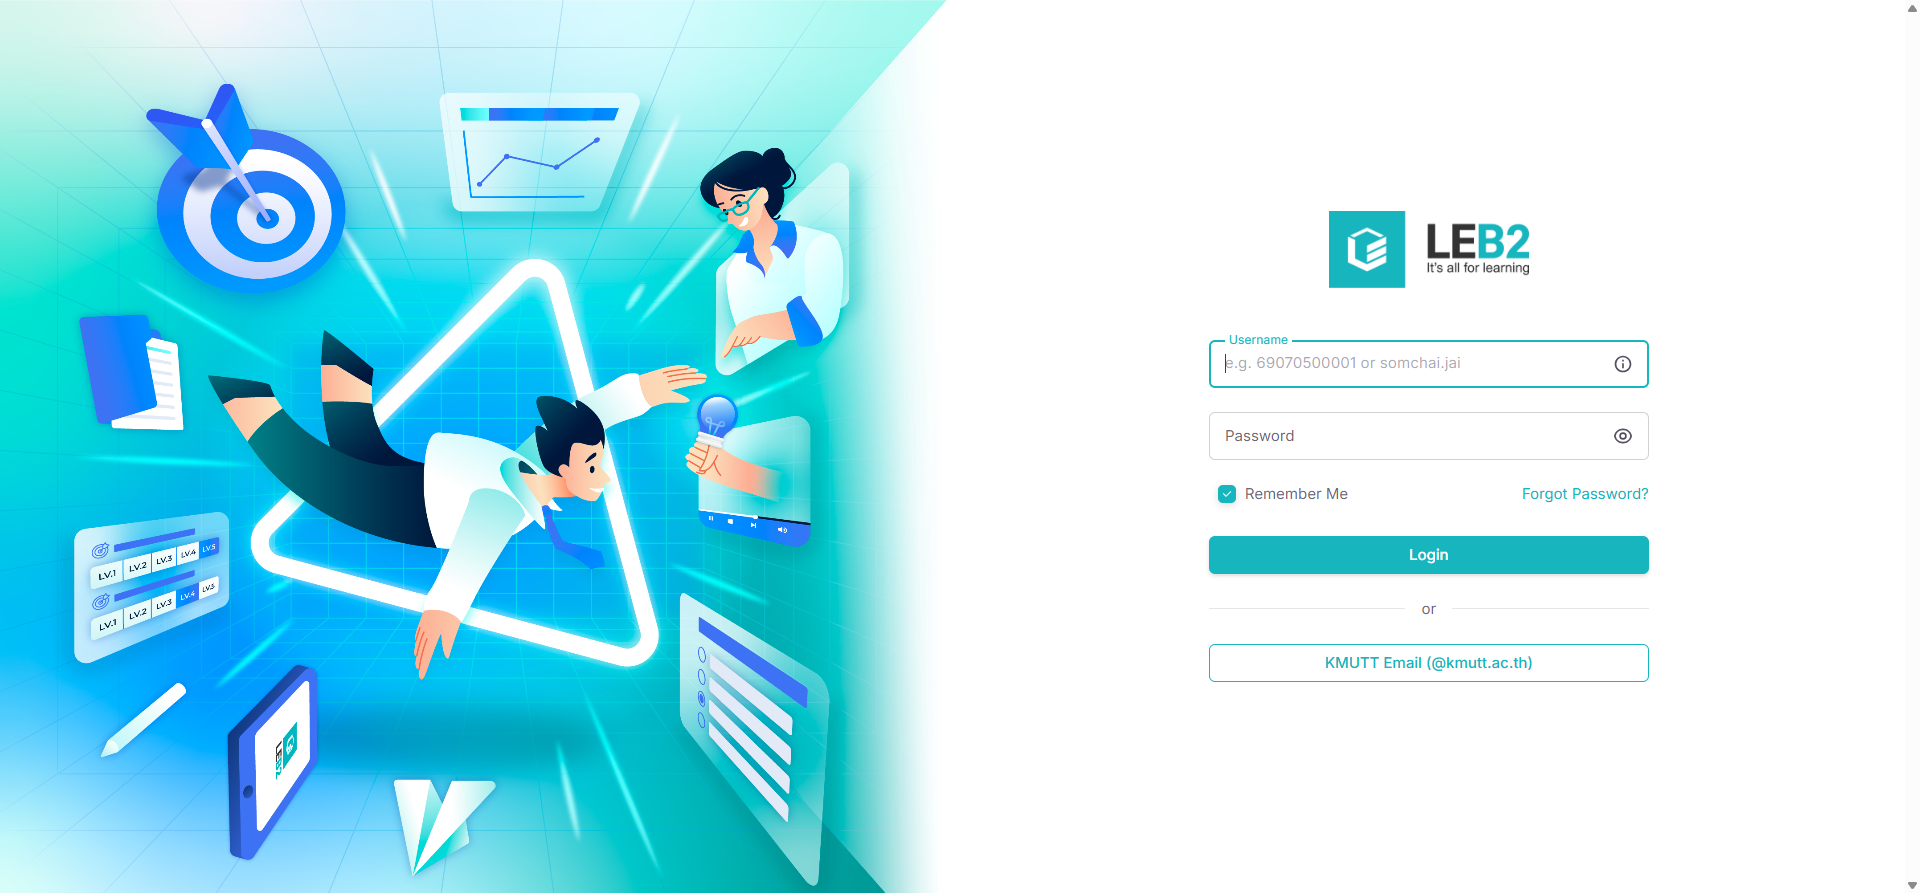 LEB2
It's all for learning
Username
e.g. 69070500001 or somchai.jai
Password
Remember Me
Forgot Password?
Login
or
KMUTT Email (@kmutt.ac.th)
LV.1 LV.2 LV.3 LV.4 LV.5
LV.1 LV.2 LV.3 LV.4 LV.5